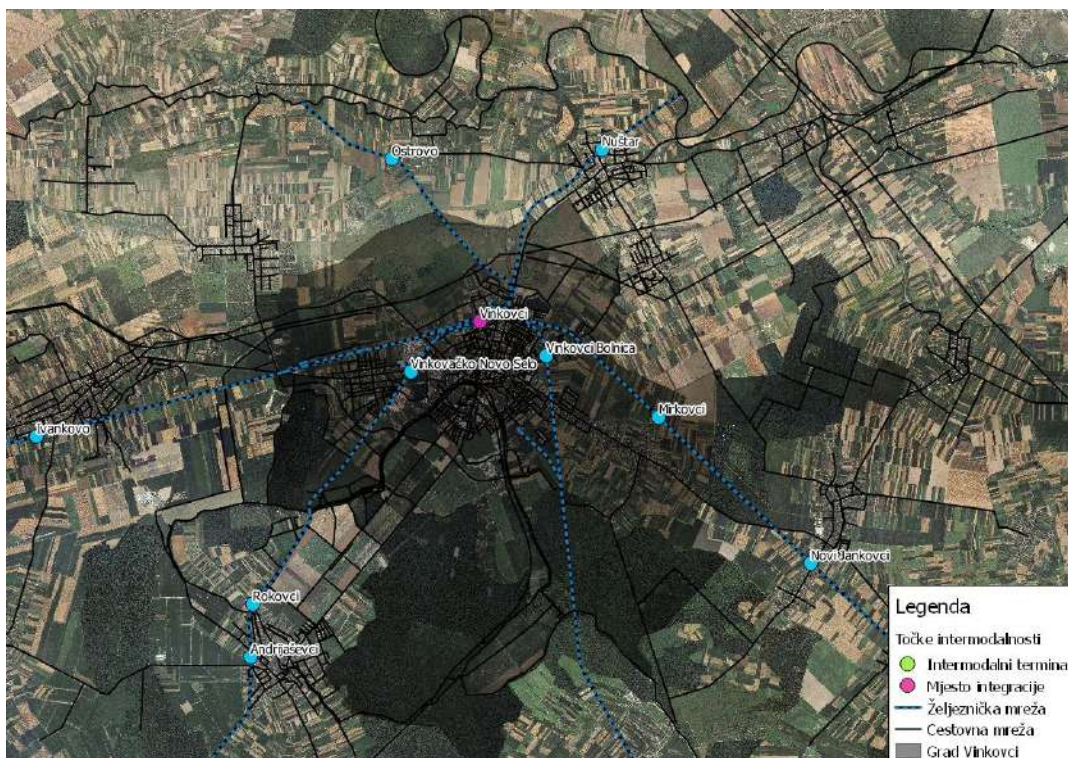 Ostrovo
Nuštar
Vinkovci
Vinkovci Bolnica
Vinkovačko Novo Selo
Mirkovci
Ivankovo
Novi Jankovci
Rokovci
Andrijaševci
Legenda
Točke intermodalnosti
Intermodalni termina
Mjesto integracije
Željeznička mreža
Cestovna mreža
Grad Vinkovci